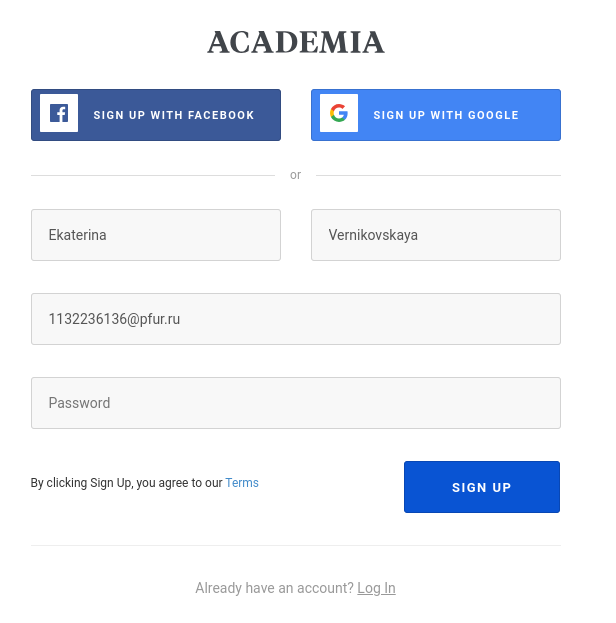 ACADEMIA
SIGN UP WITH FACEBOOK
SIGN UP WITH GOOGLE
or
Ekaterina
Vernikovskaya
1132236136@pfur.ru
Password
By clicking Sign Up, you agree to our Terms
SIGN UP
Already have an account? Log In